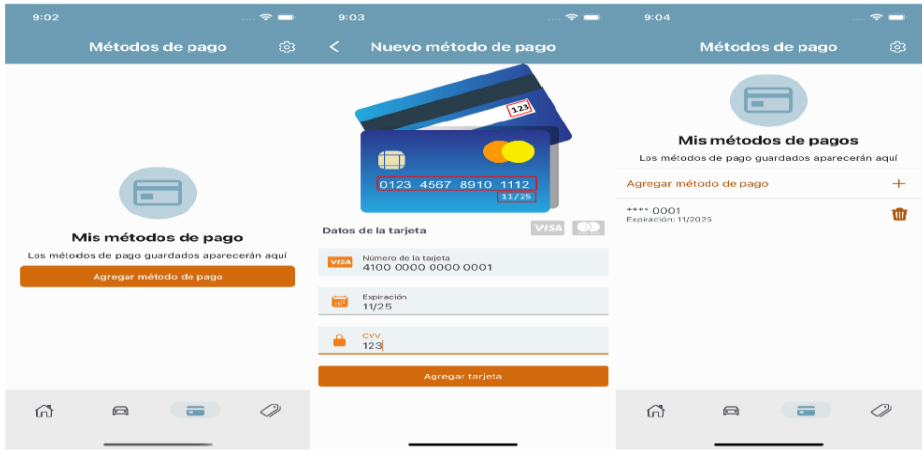 9:02
Métodos de pago
Mis métodos de pago
Los métodos de pago guardados aparecerán aquí
Agregar método de pago
9:03
Nuevo método de pago
123
0123 4567 8910 1112
11/25
Datos de la tarjeta
VISA
VISA
Número de la tarjeta
4100 0000 0000 0001
Expiración
11/25
CVV
123
Agregar tarjeta
9:04
Métodos de pago
Mis métodos de pagos
Los métodos de pago guardados aparecerán aquí
Agregar método de pago
**** 0001
Expiración: 11/2025